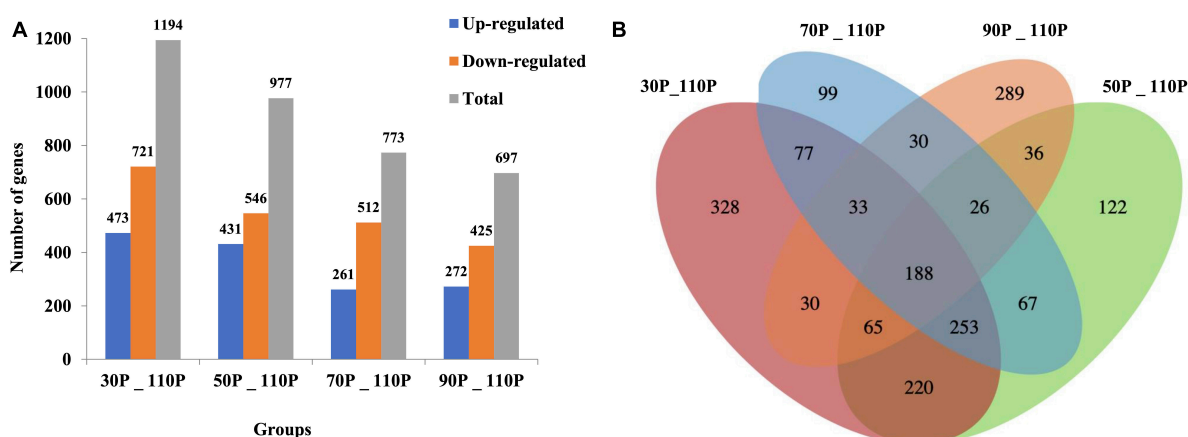 A
Number of genes
1200
1000
800
600
400
200
0
473
721
1194
431
546
977
261
512
773
272
425
697
Up-regulated
Down-regulated
Total
30P _ 110P
50P _ 110P
70P _ 110P
90P _ 110P
Groups
B
70P _ 110P
90P _ 110P
30P_110P
50P _ 110P
99
289
77
30
36
328
33
26
122
188
30
65
253
67
220